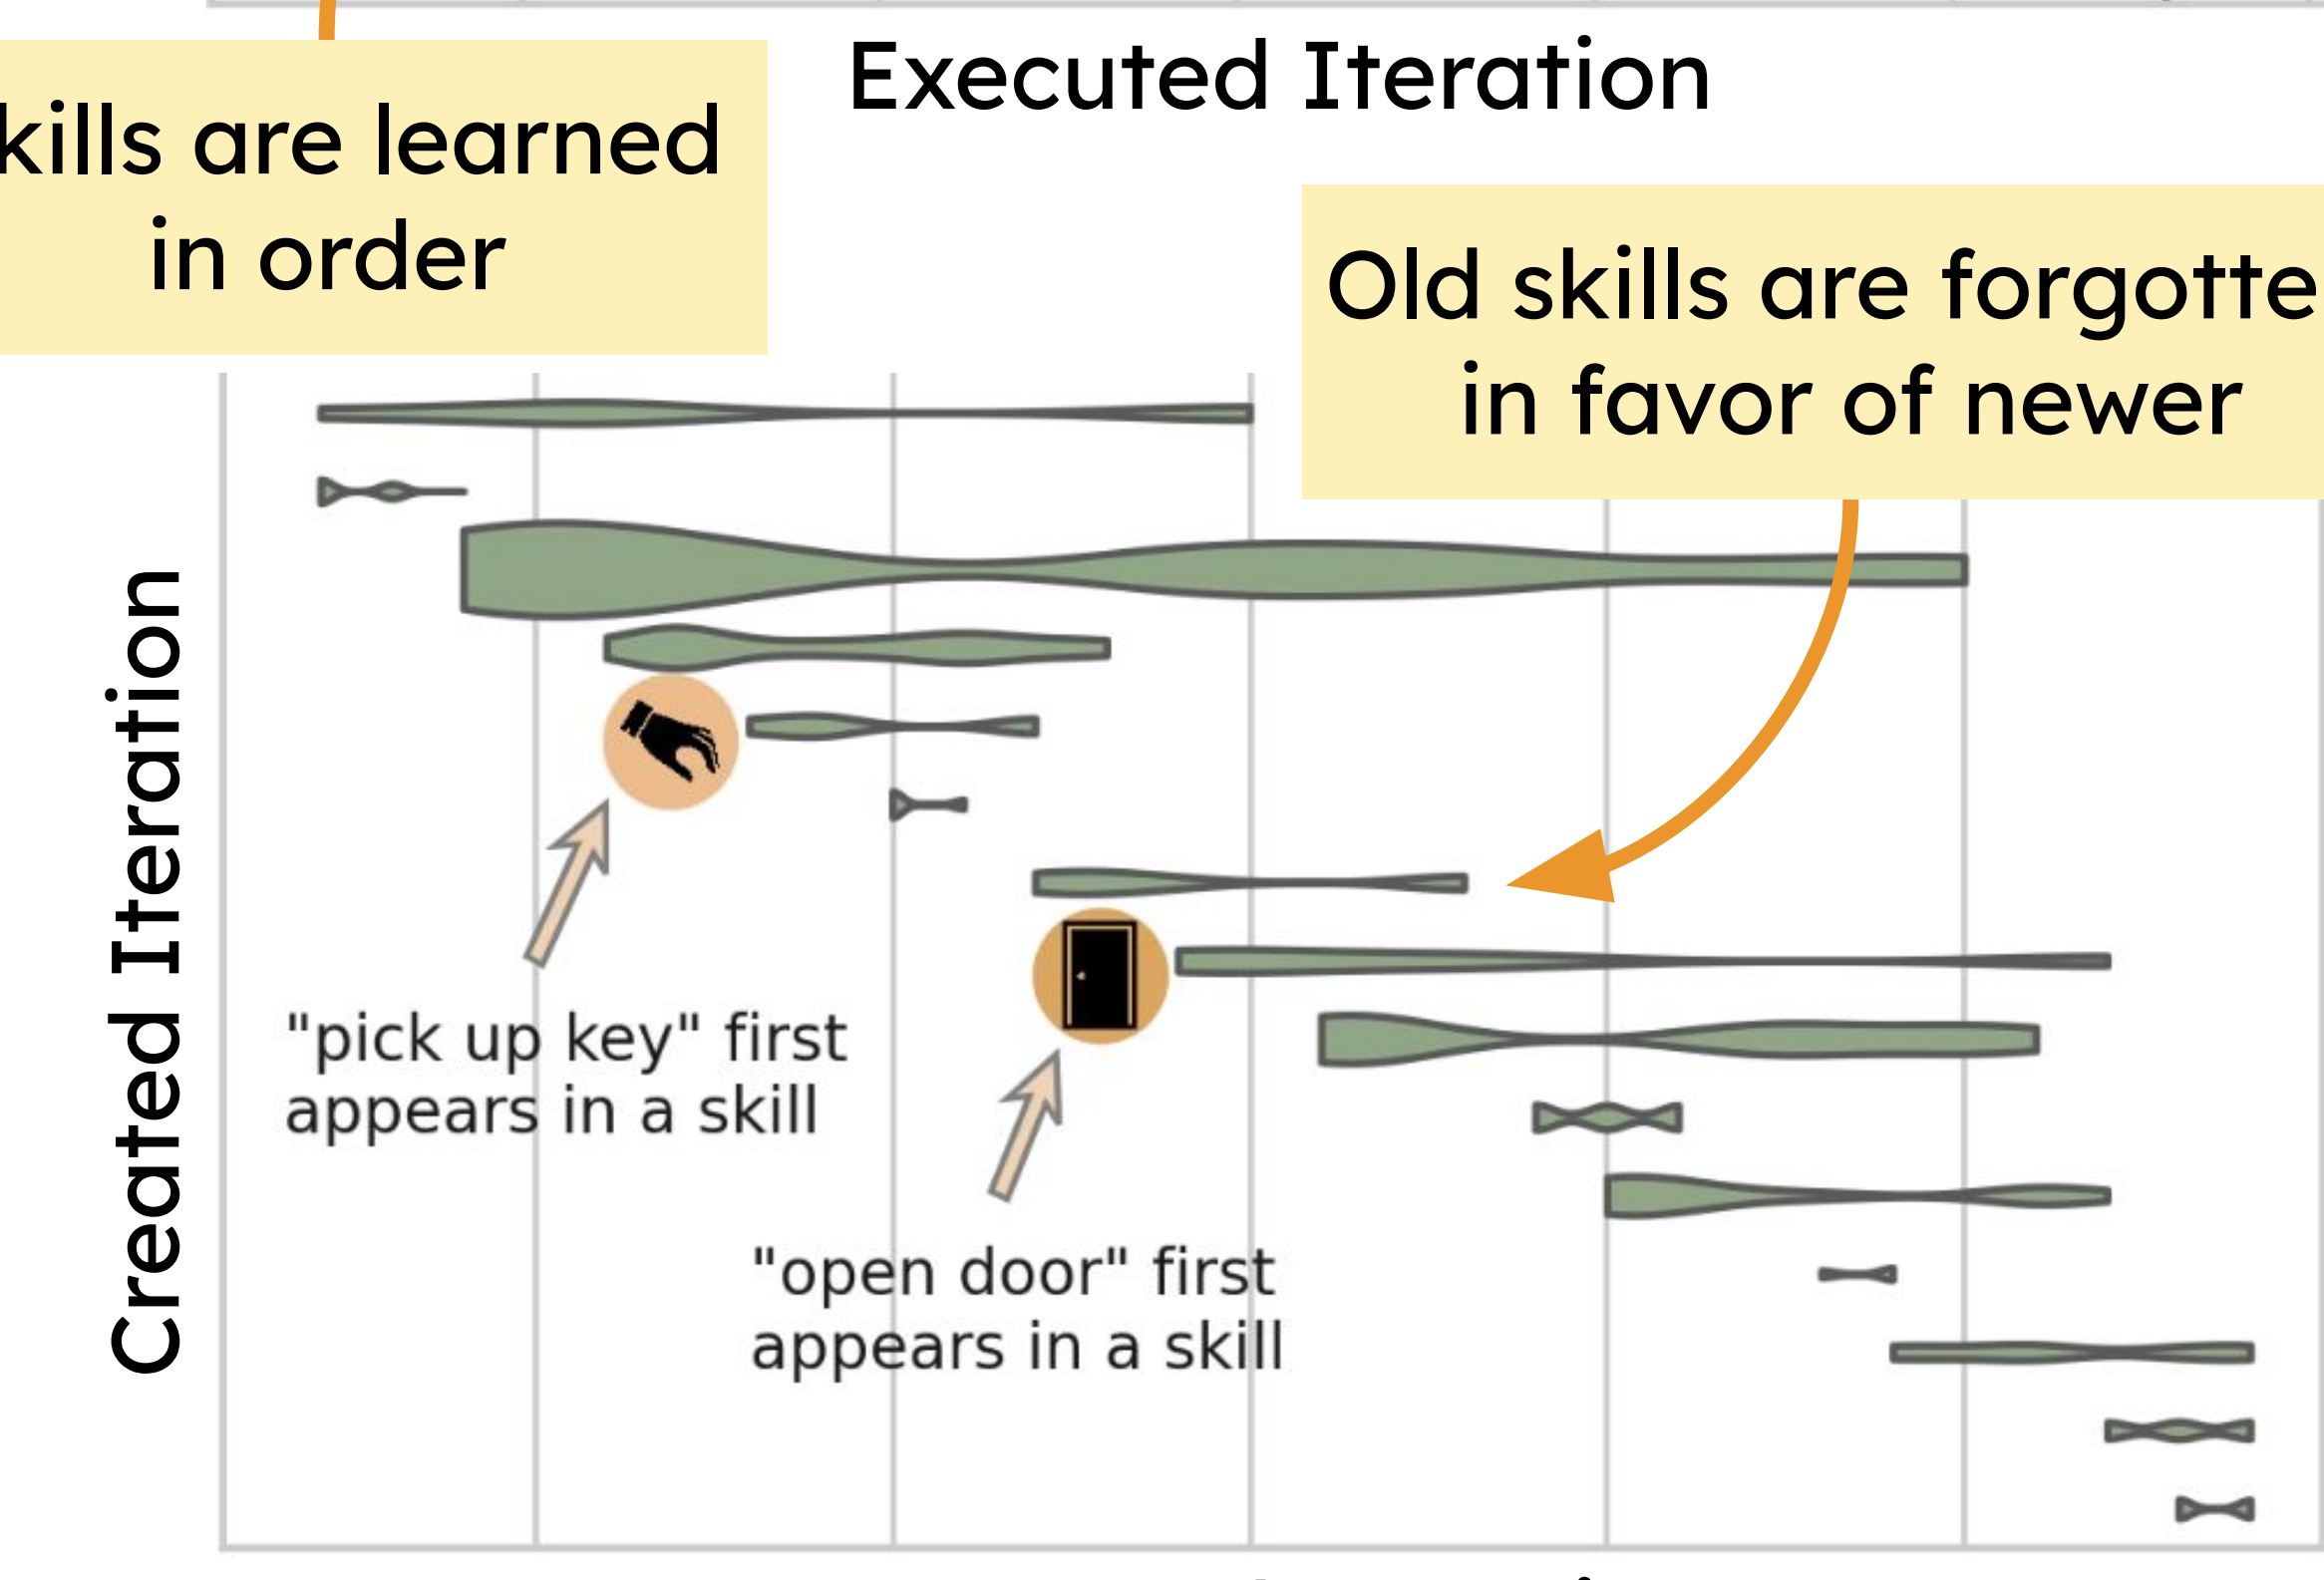 Executed Iteration
kills are learned
in order
Old skills are forgotte
in favor of newer
Created Iteration
"pick up key" first
appears in a skill
"open door" first
appears in a skill